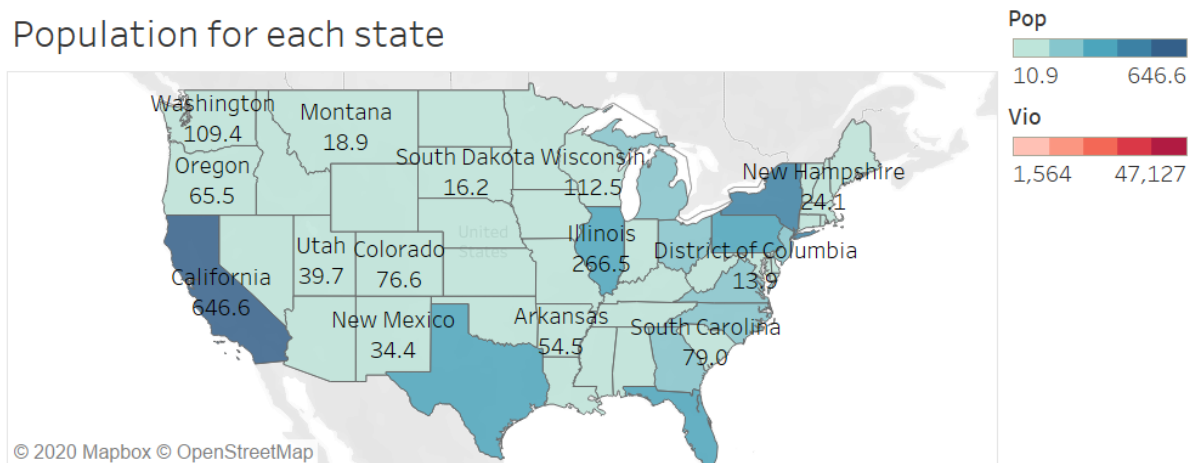 Population for each state
Pop
10.9 646.6
Vio
1,564 47,127
Washington
109.4
Montana
18.9
Oregon
65.5
South Dakota
16.2
Wisconsin
112.5
New Hampshire
24.1
United
States
Illinois
266.5
District of Columbia
13.9
Utah
39.7
Colorado
76.6
California
646.6
New Mexico
34.4
Arkansas
54.5
South Carolina
79.0
© 2020 Mapbox © OpenStreetMap